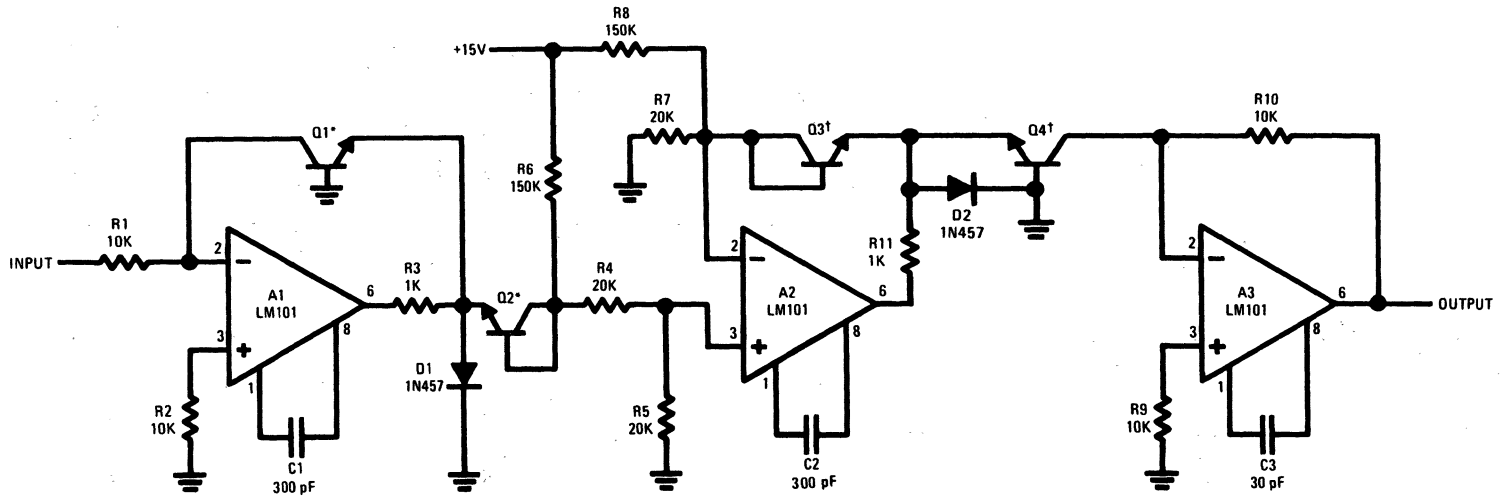 R8
150K
+15V
R7
20K
Q3†
Q4†
R10
10K
Q1*
R6
150K
D2
1N457
R1
10K
INPUT
2
−
A1
LM101
6
8
3
+
1
R2
10K
C1
300 pF
R3
1K
Q2*
D1
1N457
R4
20K
R5
20K
2
−
A2
LM101
6
8
3
+
1
C2
300 pF
R11
1K
2
−
A3
LM101
6
8
3
+
1
R9
10K
C3
30 pF
OUTPUT